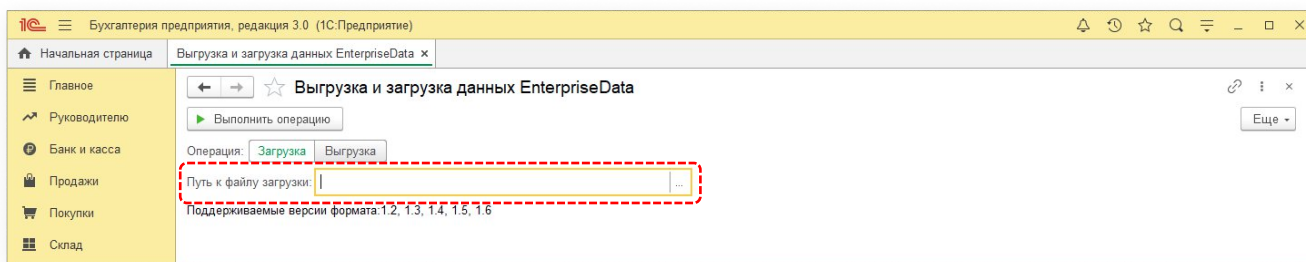 1С Бухгалтерия предприятия, редакция 3.0 (1С:Предприятие)
Начальная страница Выгрузка и загрузка данных EnterpriseData ×
Главное
Выгрузка и загрузка данных EnterpriseData
Руководителю
Выполнить операцию Еще
Банк и касса
Операция: Загрузка Выгрузка
Продажи
Путь к файлу загрузки: ...
Покупки
Поддерживаемые версии формата:1.2, 1.3, 1.4, 1.5, 1.6
Склад